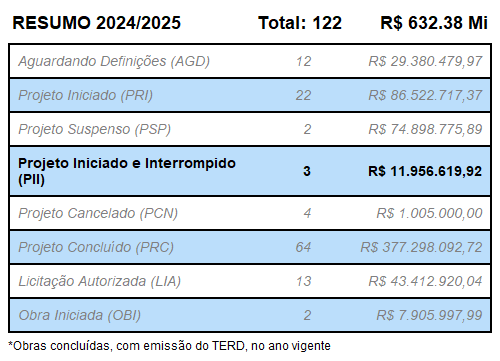 RESUMO 2024/2025 Total: 122 R$ 632.38 Mi
Aguardando Definições (AGD) 12 R$ 29.380.479,97
Projeto Iniciado (PRI) 22 R$ 86.522.717,37
Projeto Suspenso (PSP) 2 R$ 74.898.775,89
Projeto Iniciado e Interrompido
(PII) 3 R$ 11.956.619,92
Projeto Cancelado (PCN) 4 R$ 1.005.000,00
Projeto Concluído (PRC) 64 R$ 377.298.092,72
Licitação Autorizada (LIA) 13 R$ 43.412.920,04
Obra Iniciada (OBI) 2 R$ 7.905.997,99
*Obras concluídas, com emissão do TERD, no ano vigente